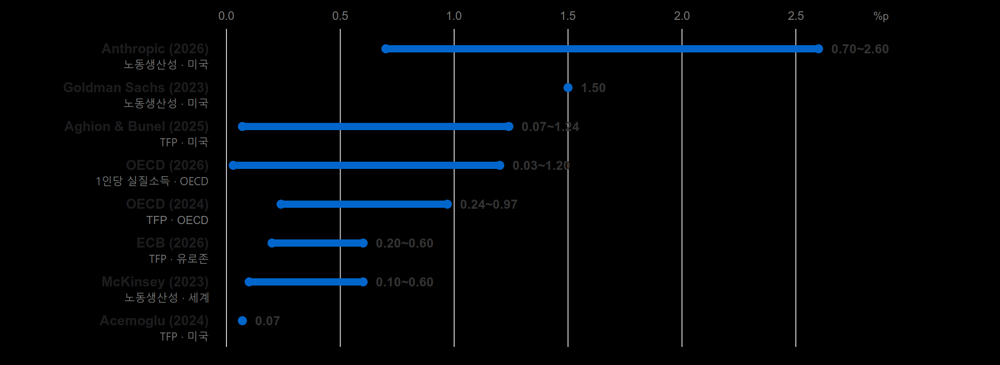 0.0 0.5 1.0 1.5 2.0 2.5 %p
Anthropic (2026) 0.70~2.60
노동생산성 · 미국
Goldman Sachs (2023) 1.50
노동생산성 · 미국
Aghion & Bunel (2025) 0.07~1.24
TFP · 미국
OECD (2026) 0.03~1.20
1인당 실질소득 · OECD
OECD (2024) 0.24~0.97
TFP · OECD
ECB (2026) 0.20~0.60
TFP · 유로존
McKinsey (2023) 0.10~0.60
노동생산성 · 세계
Acemoglu (2024) 0.07
TFP · 미국